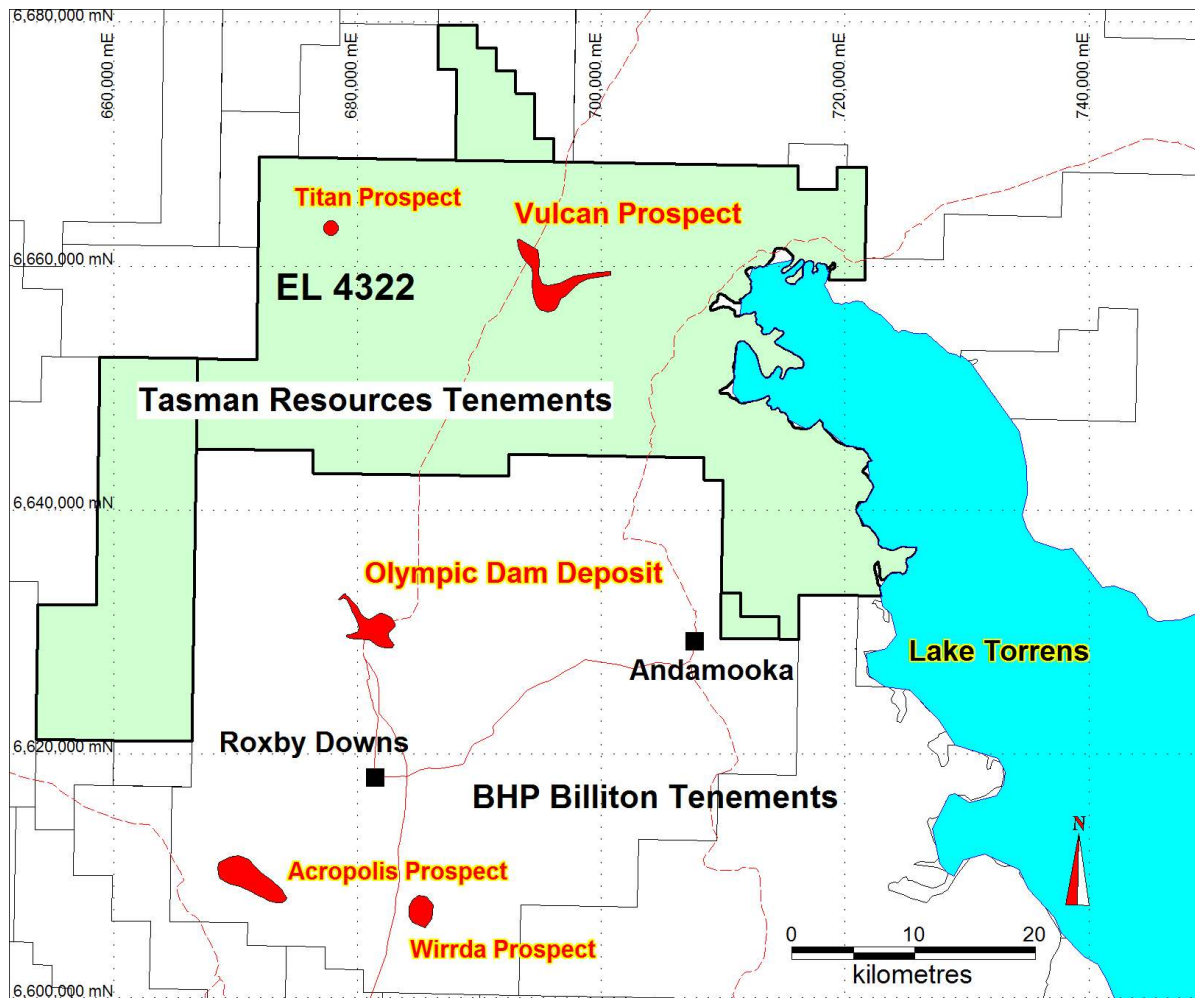 6,680,000 mN
660,000 mE
680,000 mE
700,000 mE
720,000 mE
740,000 mE
Titan Prospect
Vulcan Prospect
6,660,000 mN
EL 4322
Tasman Resources Tenements
6,640,000 mN
Olympic Dam Deposit
Andamooka
Lake Torrens
Roxby Downs
6,620,000 mN
BHP Billiton Tenements
N
Acropolis Prospect
Wirrda Prospect
0 10 20
kilometres
6,600,000 mN